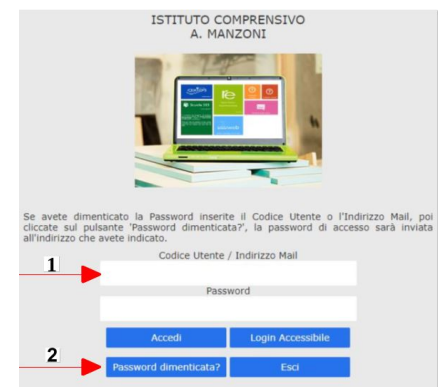 ISTITUTO COMPRENSIVO
A. MANZONI
Se avete dimenticato la Password inserite il Codice Utente o l'Indirizzo Mail, poi
cliccate sul pulsante 'Password dimenticata?', la password di accesso sarà inviata
all'indirizzo che avete indicato.
Codice Utente / Indirizzo Mail
1
Password
Accedi
Login Accessibile
2
Password dimenticata?
Esci